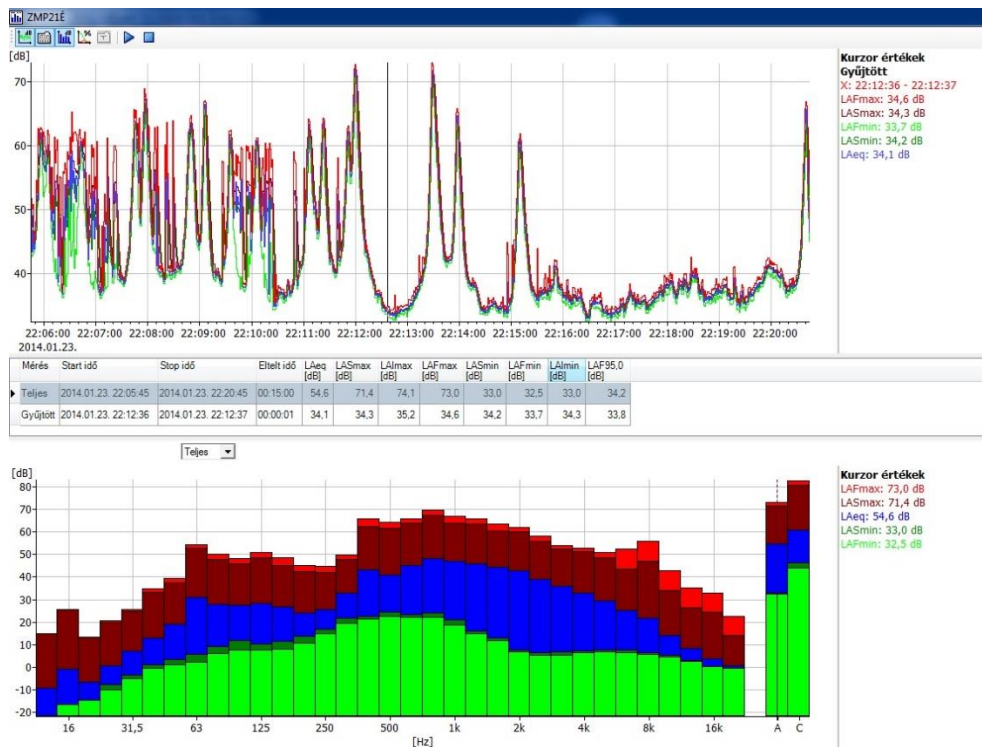 ZMP21É
[dB]
70
60
50
40
22:06:00 22:07:00 22:08:00 22:09:00 22:10:00 22:11:00 22:12:00 22:13:00 22:14:00 22:15:00 22:16:00 22:17:00 22:18:00 22:19:00 22:20:00
2014.01.23.
Kurzor értékek
Gyűjtött
X: 22:12:36 - 22:12:37
LAFmax: 34,6 dB
LASmax: 34,3 dB
LAFmin: 33,7 dB
LASmin: 34,2 dB
LAeq: 34,1 dB
Mérés Start idő Stop idő Eltelt idő LAeq LASmax LAImax LAFmax LASmin LAFmin LAImin LAF95,0
[dB] [dB] [dB] [dB] [dB] [dB] [dB] [dB]
Teljes 2014.01.23. 22:05:45 2014.01.23. 22:20:45 00:15:00 54,6 71,4 74,1 73,0 33,0 32,5 33,0 34,2
Gyűjtött 2014.01.23. 22:12:36 2014.01.23. 22:12:37 00:00:01 34,1 34,3 35,2 34,6 34,2 33,7 34,3 33,8
Teljes
[dB]
80
70
60
50
40
30
20
10
0
-10
-20
16 31,5 63 125 250 500 1k 2k 4k 8k 16k A C
[Hz]
Kurzor értékek
LAFmax: 73,0 dB
LASmax: 71,4 dB
LAeq: 54,6 dB
LASmin: 33,0 dB
LAFmin: 32,5 dB